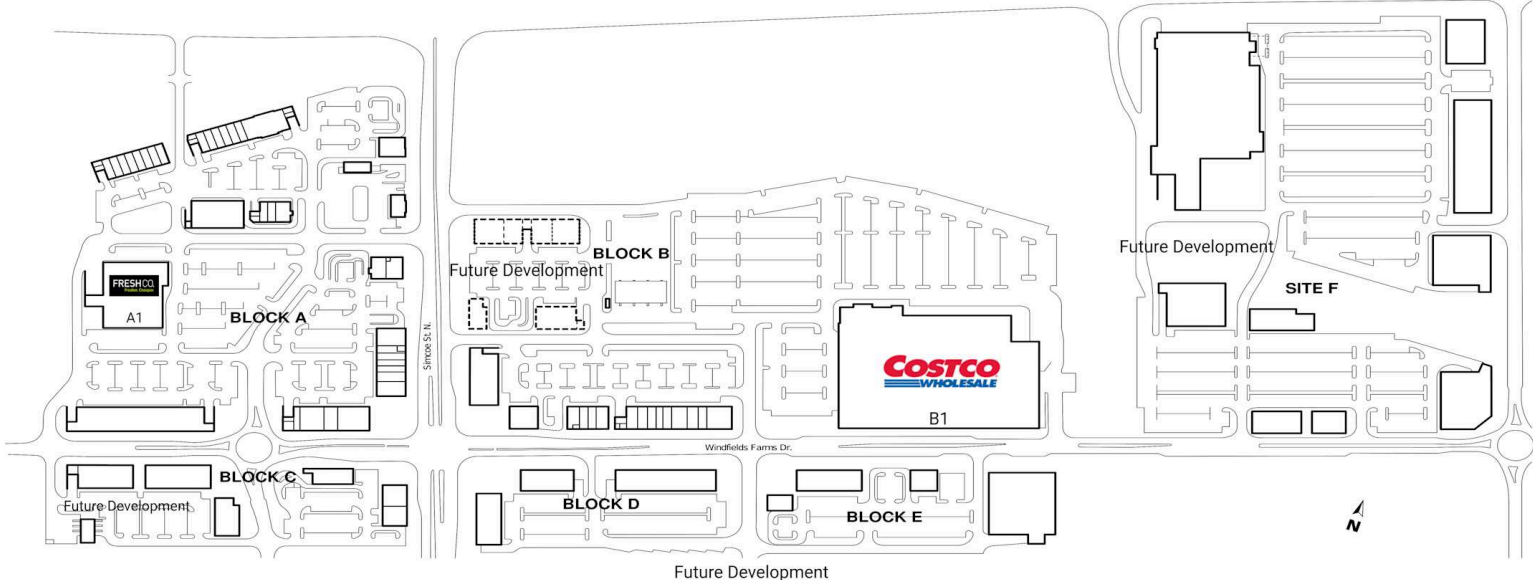 BLOCK B
Future Development
Future Development
FRESHCO.
A1
BLOCK A
Simcoe St. N.
SITE F
COSTCO
WHOLESALE
B1
Windfields Farms Dr.
BLOCK C
Future Development
BLOCK D
BLOCK E
N
Future Development